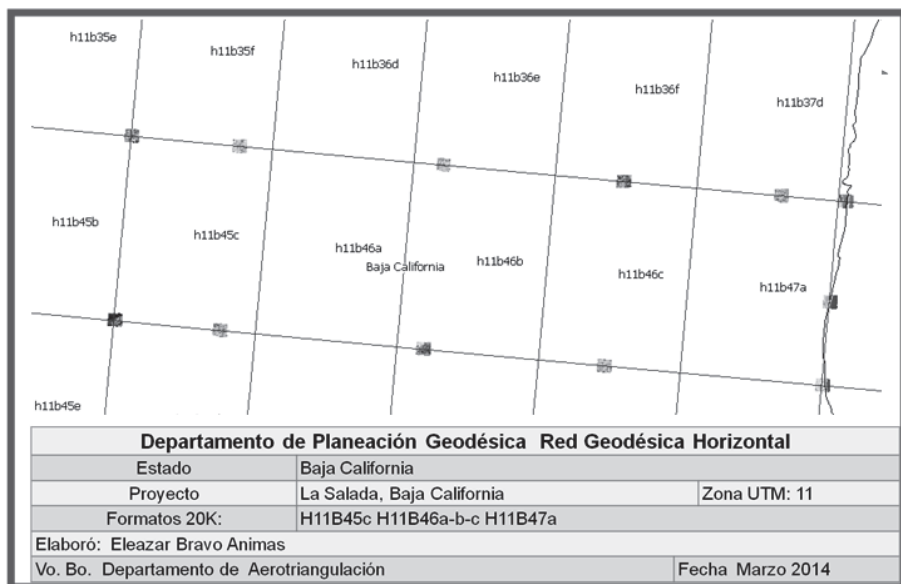 h11b35e
h11b35f
h11b36d
h11b36e
h11b36f
h11b37d
h11b45b
h11b45c
h11b46a
h11b46b
h11b46c
h11b47a
Baja California
h11b45e
Departamento de Planeación Geodésica Red Geodésica Horizontal
Estado Baja California
Proyecto La Salada, Baja California Zona UTM: 11
Formatos 20K: H11B45c H11B46a-b-c H11B47a
Elaboró: Eleazar Bravo Animas
Vo. Bo. Departamento de Aerotriangulación Fecha Marzo 2014